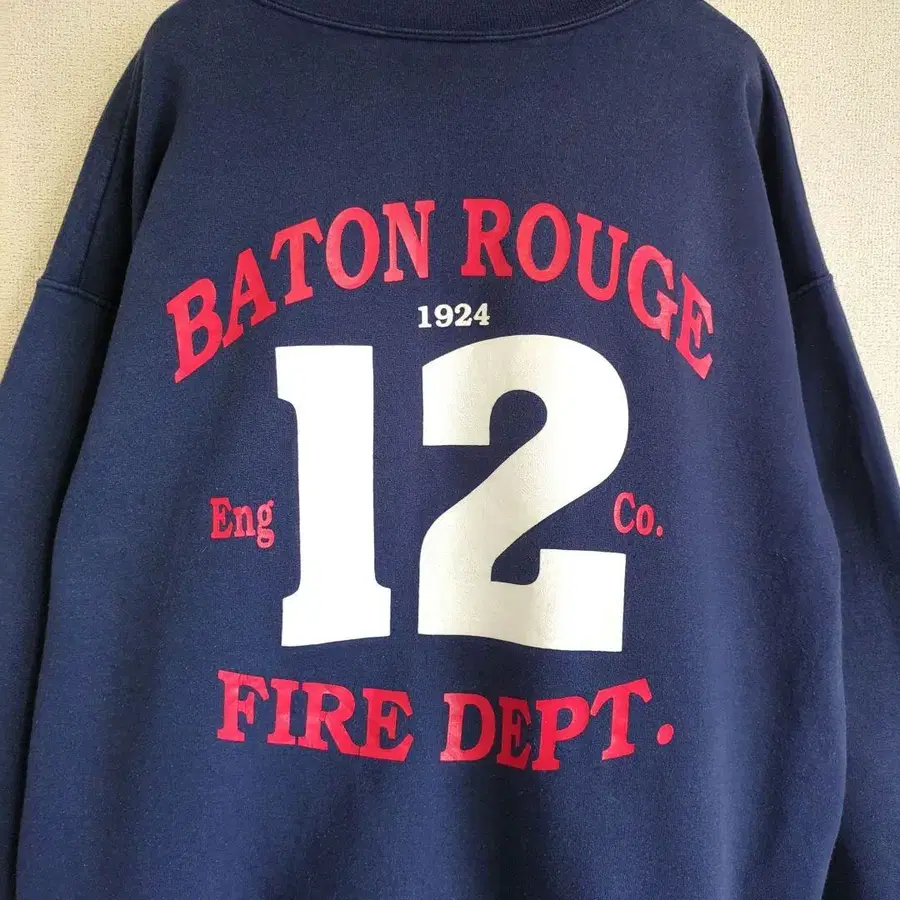 BATON ROUGE
1924
Eng 12 Co.
FIRE DEPT.